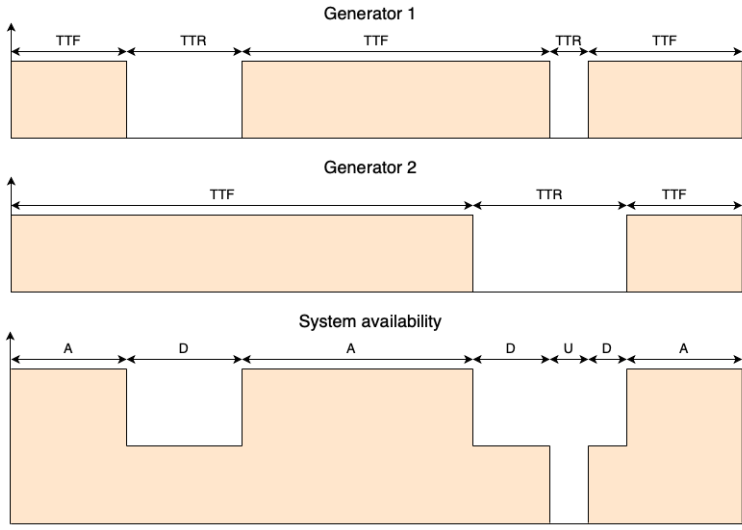 Generator 1
TTF TTR TTF TTR TTF
Generator 2
TTF TTR TTF
System availability
A D A D U D A